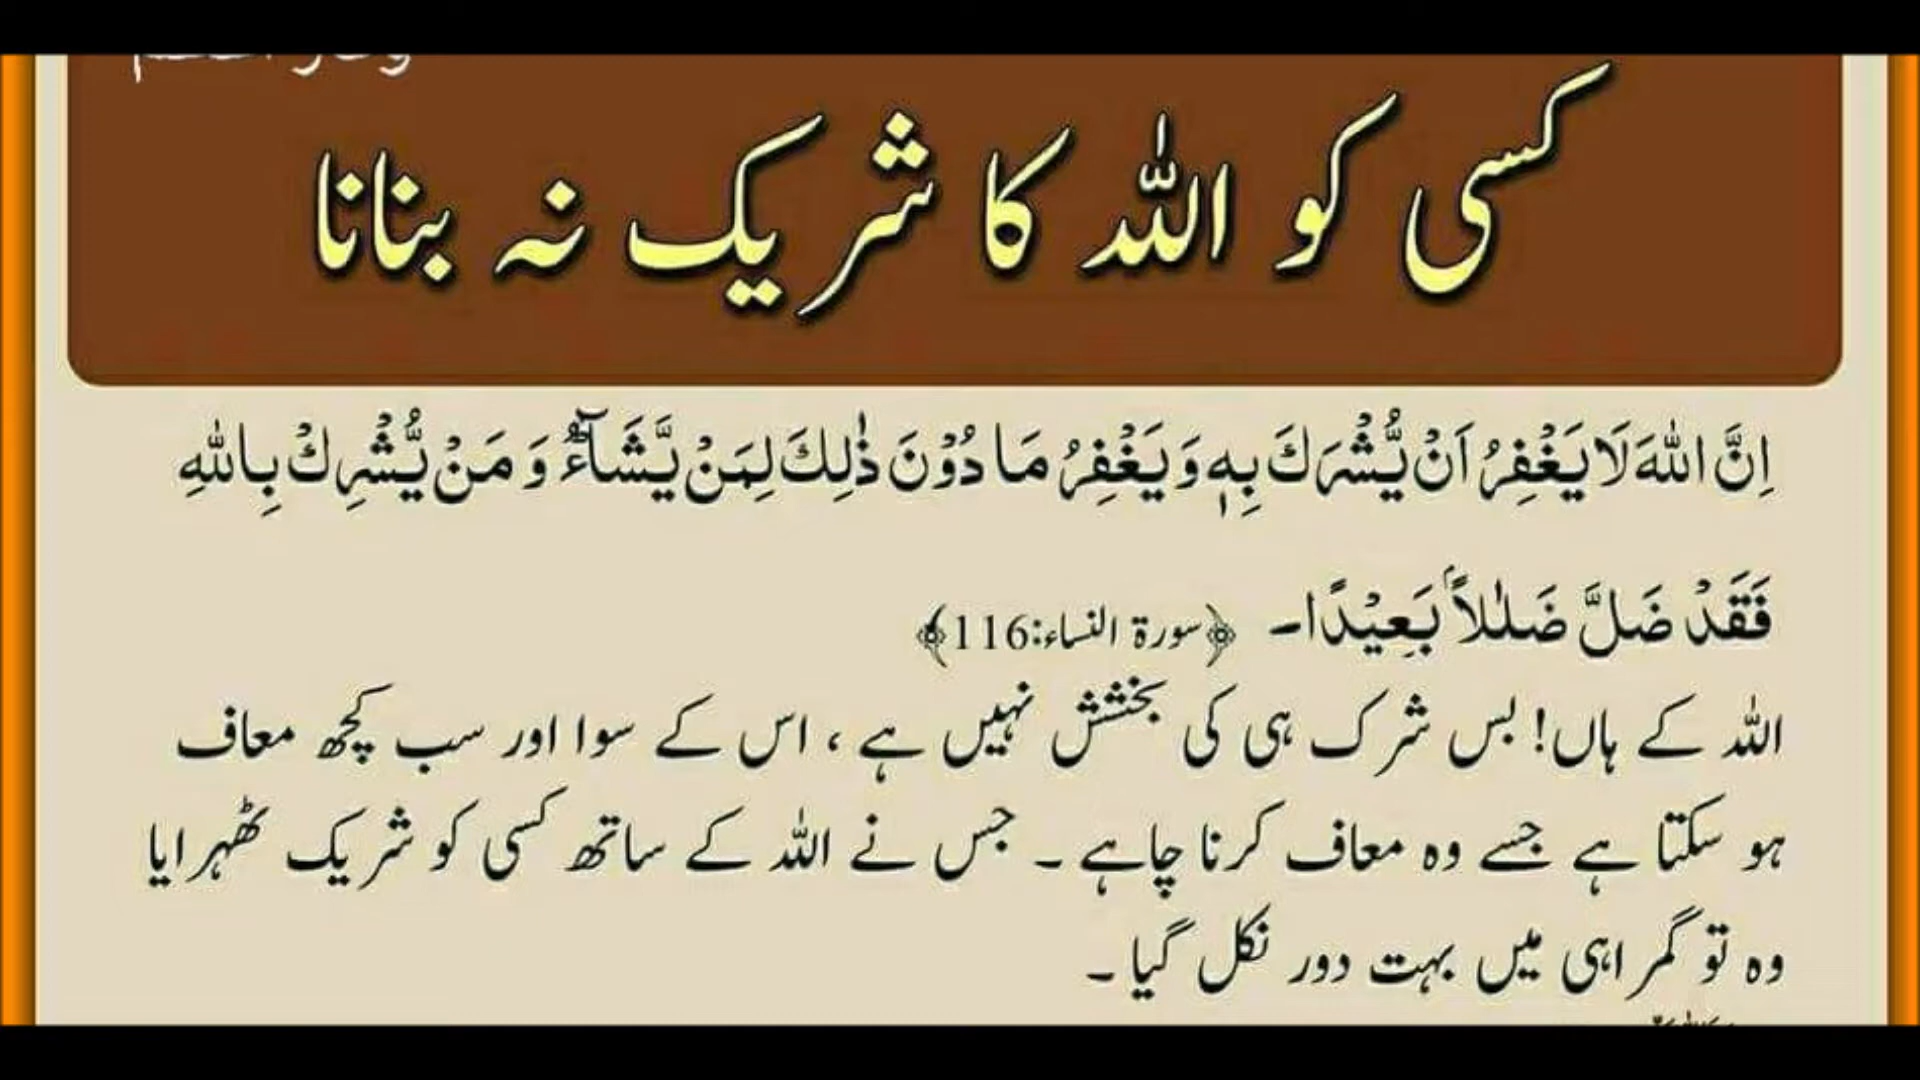 کسی کو اللہ کا شریک نہ بنانا
اِنَّ اللّٰهَ لَا يَغْفِرُ اَنْ يُّشْرَكَ بِهٖ وَ يَغْفِرُ مَا دُوْنَ ذٰلِكَ لِمَنْ يَّشَآءُ ؕ وَ مَنْ يُّشْرِكْ بِاللّٰهِ
فَقَدْ ضَلَّ ضَلٰلًاۢ بَعِيْدًا۔ ﴿سورۃ النساء:116﴾
اللہ کے ہاں! بس شرک ہی کی بخشش نہیں ہے، اس کے سوا اور سب کچھ معاف
ہو سکتا ہے جسے وہ معاف کرنا چاہے ۔ جس نے اللہ کے ساتھ کسی کو شریک ٹھہرایا
وہ تو گمراہی میں بہت دور نکل گیا ۔